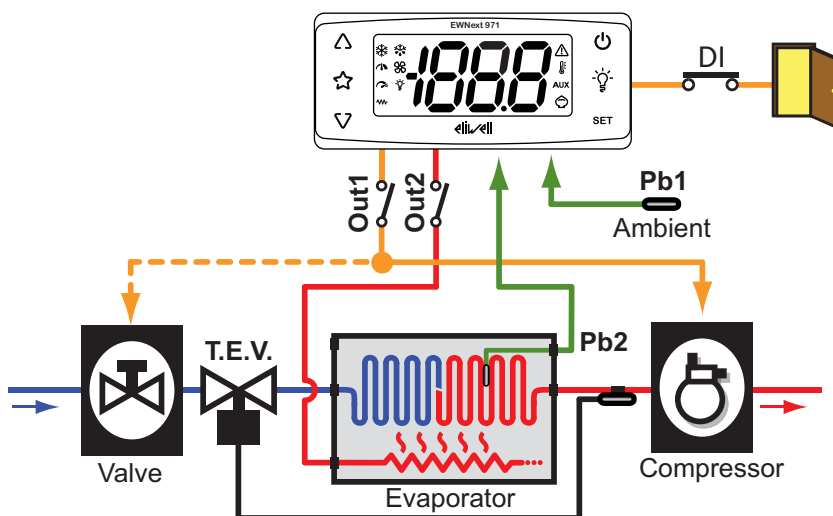 EWNext 971
188.8
AUX
SET
eliwell
DI
Out1
Out2
Pb1
Ambient
T.E.V.
Pb2
Valve
Evaporator
Compressor